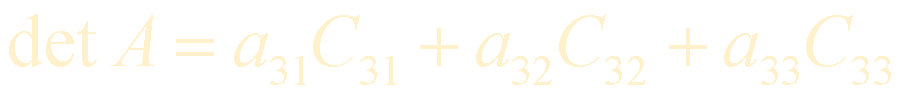 det A = a₃₁C₃₁ + a₃₂C₃₂ + a₃₃C₃₃